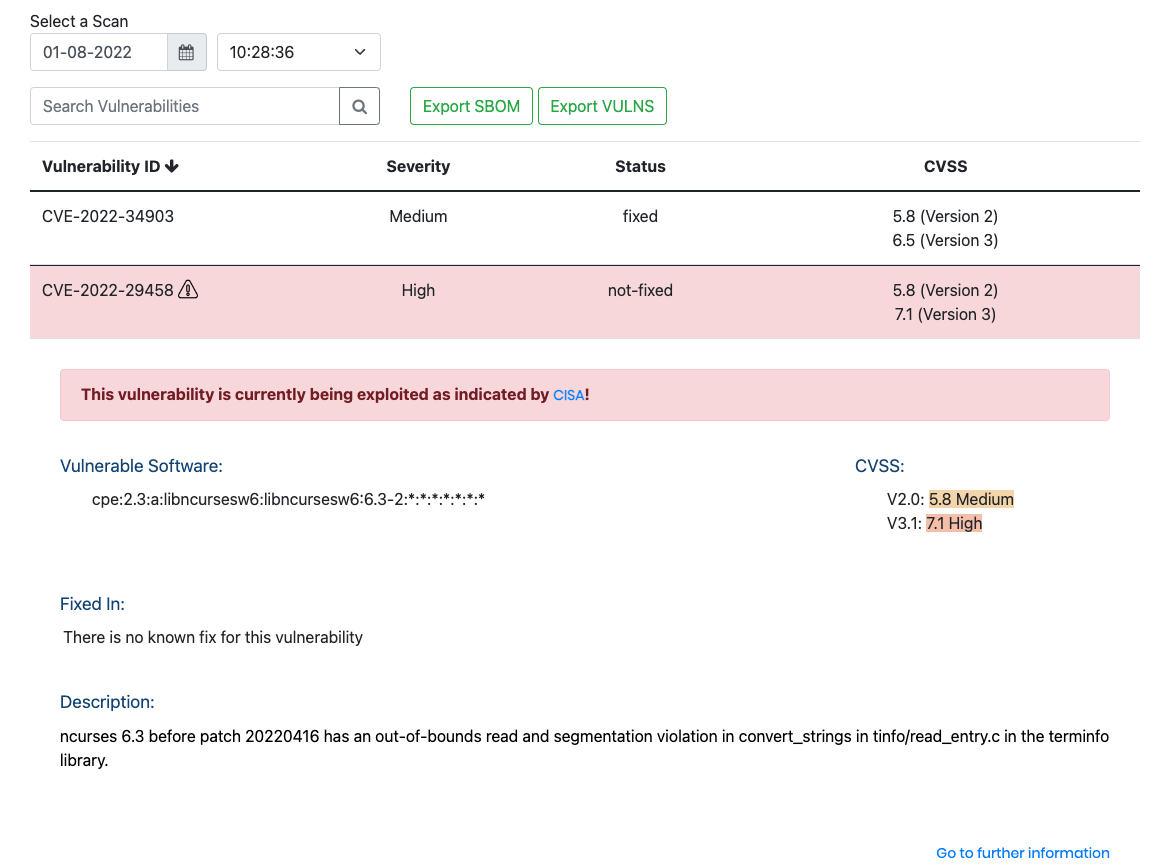 Select a Scan
01-08-2022 10:28:36
Search Vulnerabilities Export SBOM Export VULNS
Vulnerability ID Severity Status CVSS
CVE-2022-34903 Medium fixed 5.8 (Version 2)
6.5 (Version 3)
CVE-2022-29458 High not-fixed 5.8 (Version 2)
7.1 (Version 3)
This vulnerability is currently being exploited as indicated by CISA!
Vulnerable Software: CVSS:
cpe:2.3:a:libncursesw6:libncursesw6:6.3-2:*:*:*:*:*:*:* V2.0: 5.8 Medium
V3.1: 7.1 High
Fixed In:
There is no known fix for this vulnerability
Description:
ncurses 6.3 before patch 20220416 has an out-of-bounds read and segmentation violation in convert_strings in tinfo/read_entry.c in the terminfo
library.
Go to further information